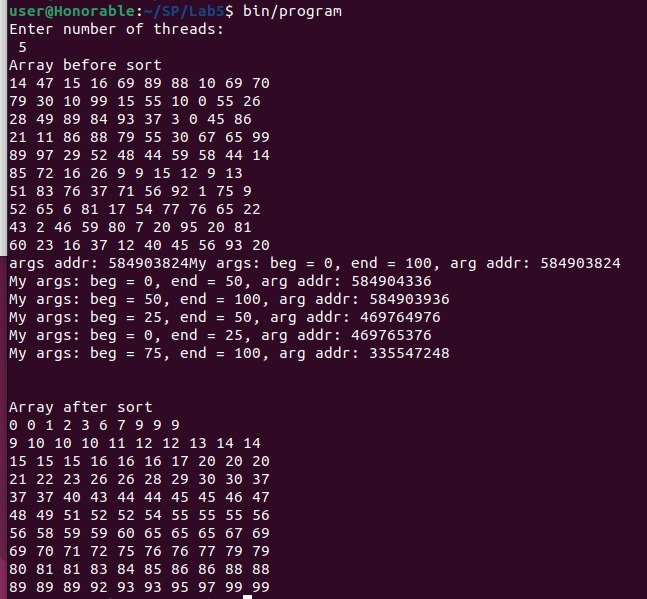 user@Honorable:~/SP/Lab5$ bin/program
Enter number of threads:
5
Array before sort
14 47 15 16 69 89 88 10 69 70
79 30 10 99 15 55 10 0 55 26
28 49 89 84 93 37 3 0 45 86
21 11 86 88 79 55 30 67 65 99
89 97 29 52 48 44 59 58 44 14
85 72 16 26 9 9 15 12 9 13
51 83 76 37 71 56 92 1 75 9
52 65 6 81 17 54 77 76 65 22
43 2 46 59 80 7 20 95 20 81
60 23 16 37 12 40 45 56 93 20
args addr: 584903824My args: beg = 0, end = 100, arg addr: 584903824
My args: beg = 0, end = 50, arg addr: 584904336
My args: beg = 50, end = 100, arg addr: 584903936
My args: beg = 25, end = 50, arg addr: 469764976
My args: beg = 0, end = 25, arg addr: 469765376
My args: beg = 75, end = 100, arg addr: 335547248
Array after sort
0 0 1 2 3 6 7 9 9 9
9 10 10 10 11 12 12 13 14 14
15 15 15 16 16 16 17 20 20 20
21 22 23 26 26 28 29 30 30 37
37 37 40 43 44 44 45 45 46 47
48 49 51 52 52 54 55 55 55 56
56 58 59 59 60 65 65 65 67 69
69 70 71 72 75 76 76 77 79 79
80 81 81 83 84 85 86 86 88 88
89 89 89 92 93 93 95 97 99 99